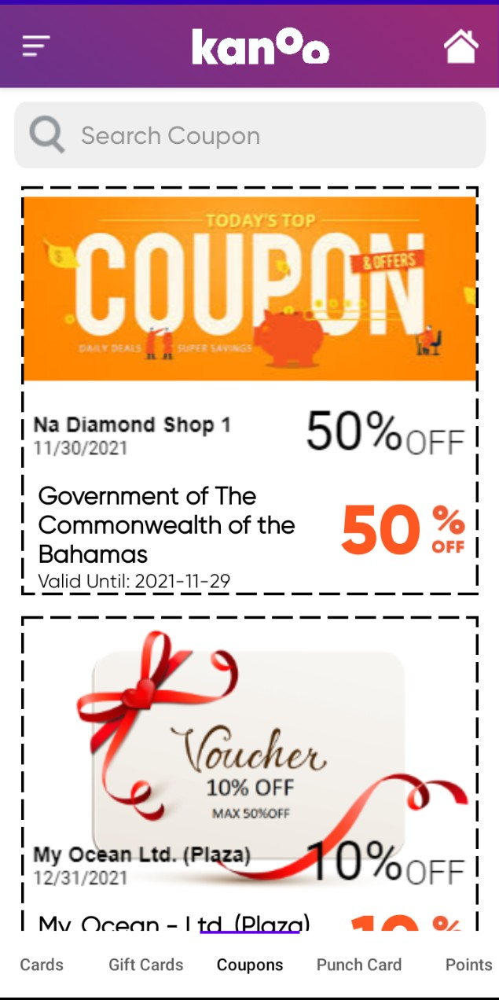 kanoo
Search Coupon
TODAY'S TOP
COUPON
& OFFERS
DAILY DEALS SUPER SAVINGS
Na Diamond Shop 1
11/30/2021
50% OFF
Government of The
Commonwealth of the
Bahamas
Valid Until: 2021-11-29
50 % OFF
Voucher
10% OFF
MAX 50%OFF
My Ocean Ltd. (Plaza)
12/31/2021
10% OFF
My Ocean - Ltd (Plaza)
10 %
Cards Gift Cards Coupons Punch Card Points